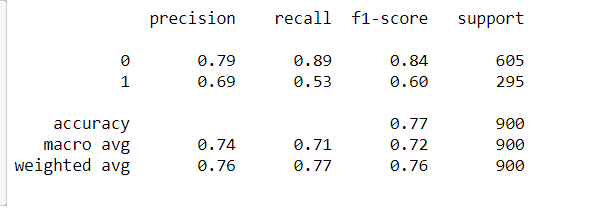 precision recall f1-score support
0 0.79 0.89 0.84 605
1 0.69 0.53 0.60 295
accuracy 0.77 900
macro avg 0.74 0.71 0.72 900
weighted avg 0.76 0.77 0.76 900